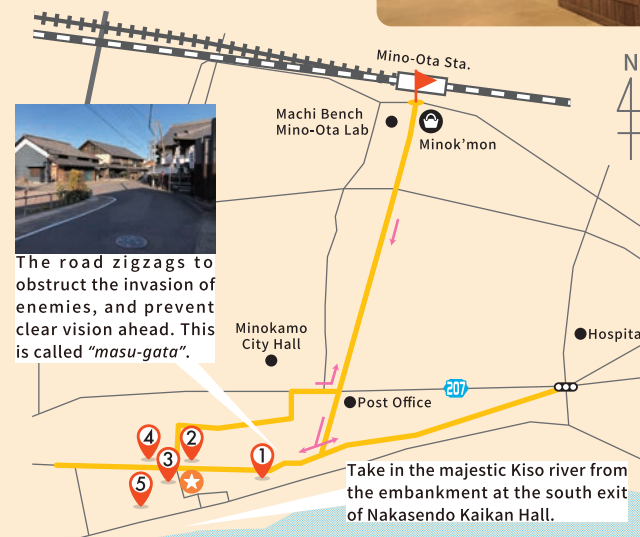 Mino-Ota Sta.
N
Machi Bench
Mino-Ota Lab
Minok'mon
The road zigzags to
obstruct the invasion of
enemies, and prevent
clear vision ahead. This
is called “masu-gata”.
Minokamo
City Hall
Hospita
207
Post Office
4
2
3
1
5
Take in the majestic Kiso river from
the embankment at the south exit
of Nakasendo Kaikan Hall.